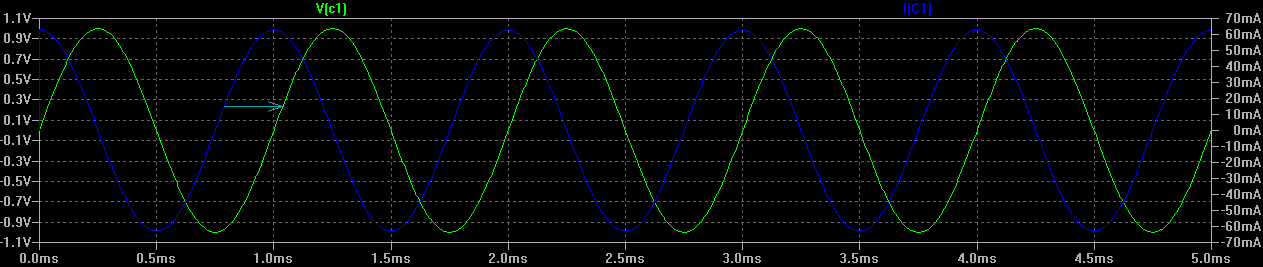 V(c1) I(C1)
1.1V 70mA
0.9V 60mA
50mA
0.7V 40mA
0.5V 30mA
0.3V 20mA
0.1V 10mA
0mA
-0.1V -10mA
-0.3V -20mA
-0.5V -30mA
-40mA
-0.7V -50mA
-0.9V -60mA
-1.1V -70mA
0.0ms 0.5ms 1.0ms 1.5ms 2.0ms 2.5ms 3.0ms 3.5ms 4.0ms 4.5ms 5.0ms